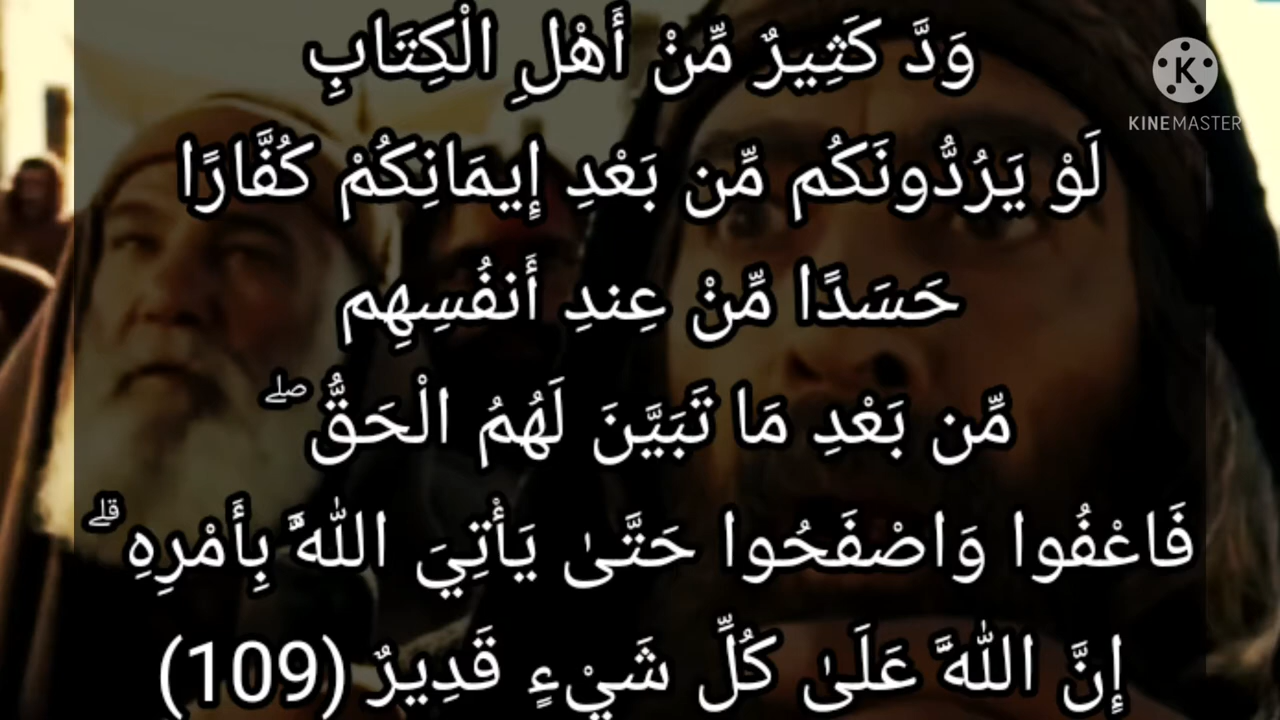 وَدَّ كَثِيرٌ مِّنْ أَهْلِ الْكِتَابِ
لَوْ يَرُدُّونَكُم مِّن بَعْدِ إِيمَانِكُمْ كُفَّارًا
حَسَدًا مِّنْ عِندِ أَنفُسِهِم
مِّن بَعْدِ مَا تَبَيَّنَ لَهُمُ الْحَقُّ ۖ
فَاعْفُوا وَاصْفَحُوا حَتَّىٰ يَأْتِيَ اللَّهُ بِأَمْرِهِ ۗ
إِنَّ اللَّهَ عَلَىٰ كُلِّ شَيْءٍ قَدِيرٌ (109)
K
KINEMASTER